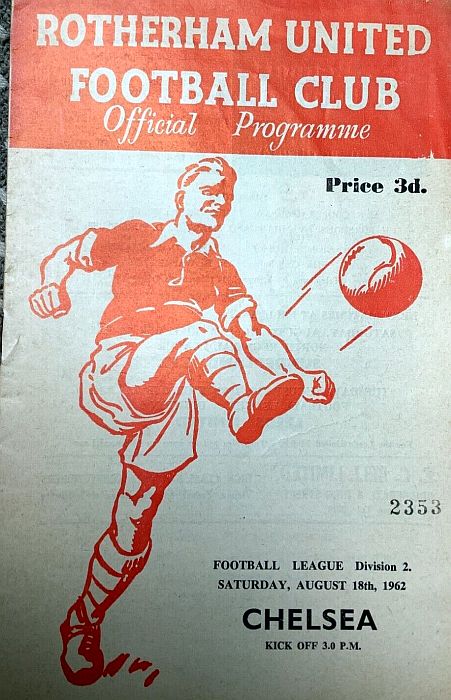 ROTHERHAM UNITED
FOOTBALL CLUB
Official Programme
Price 3d.
2353
FOOTBALL LEAGUE Division 2.
SATURDAY, AUGUST 18th, 1962
CHELSEA
KICK OFF 3.0 P.M.